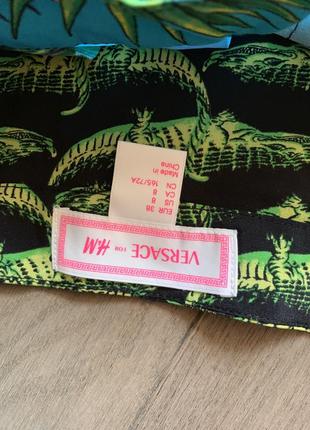 VERSACE FOR H&M
EUR 38
US 8
CA 8
CN 165/72A
Made in
China